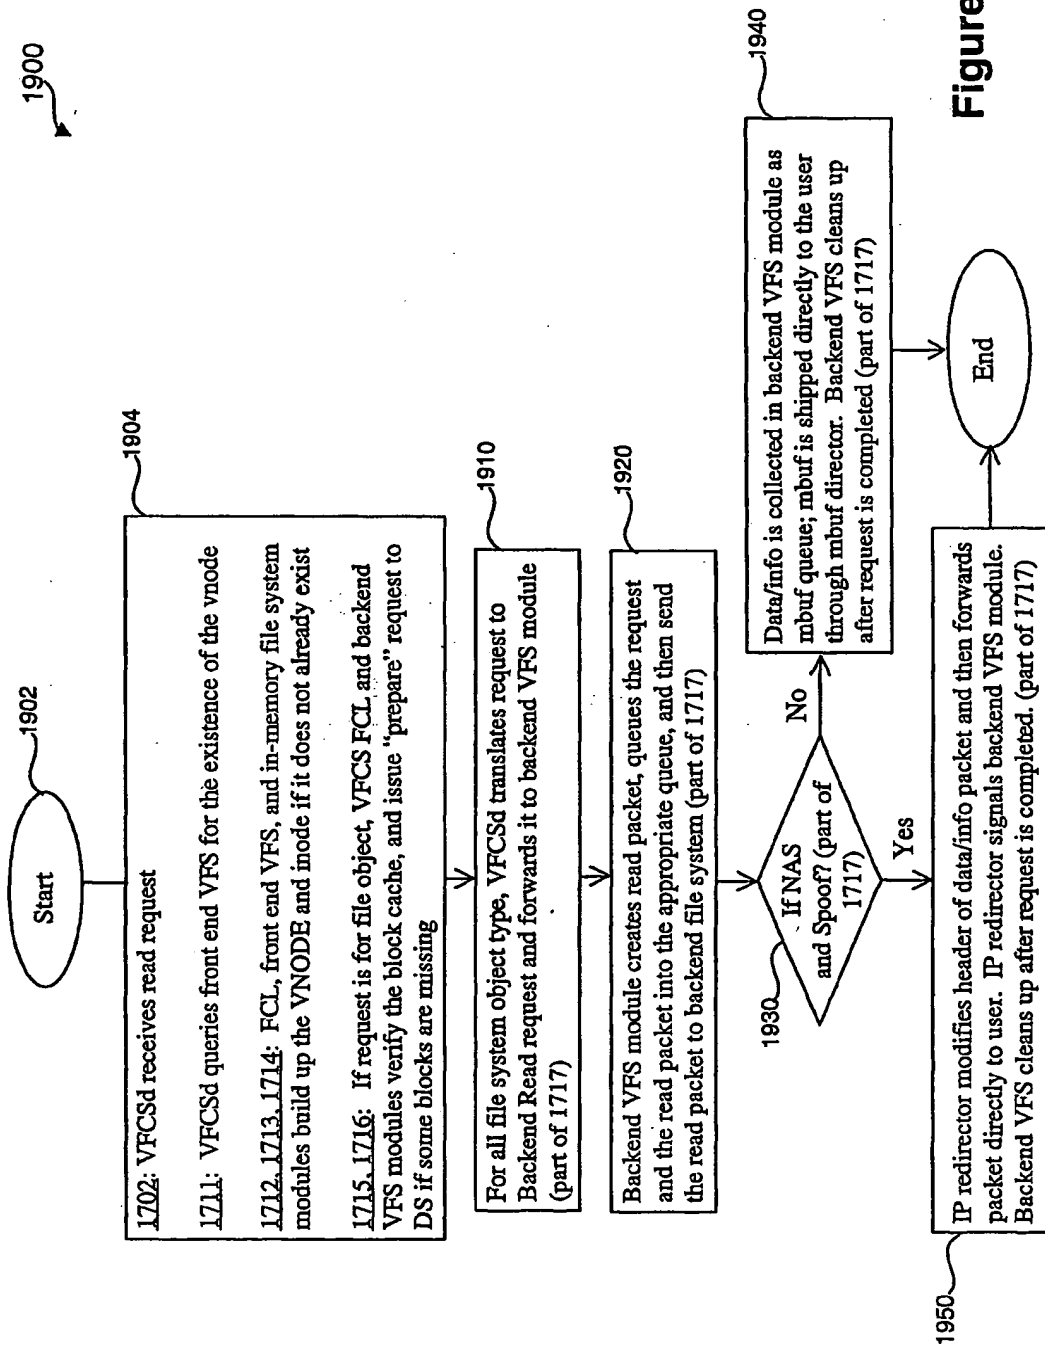 1900
Start
1902
1904
1702: VFCSd receives read request
1711: VFCSd queries front end VFS for the existence of the vnode
1712, 1713, 1714: FCL, front end VFS, and in-memory file system
modules build up the VNODE and inode if it does not already exist
1715, 1716: If request is for file object, VFCS FCL and backend
VFS modules verify the block cache, and issue "prepare" request to
DS if some blocks are missing
1910
For all file system object type, VFCSd translates request to
Backend Read request and forwards it to backend VFS module
(part of 1717)
1920
Backend VFS module creates read packet, queues the request
and the read packet into the appropriate queue, and then send
the read packet to backend file system (part of 1717)
1930
If NAS
and Spoof? (part of
1717)
No
Yes
1940
Data/info is collected in backend VFS module as
mbuf queue; mbuf is shipped directly to the user
through mbuf director. Backend VFS cleans up
after request is completed (part of 1717)
1950
IP redirector modifies header of data/info packet and then forwards
packet directly to user. IP redirector signals backend VFS module.
Backend VFS cleans up after request is completed. (part of 1717)
End
Figure